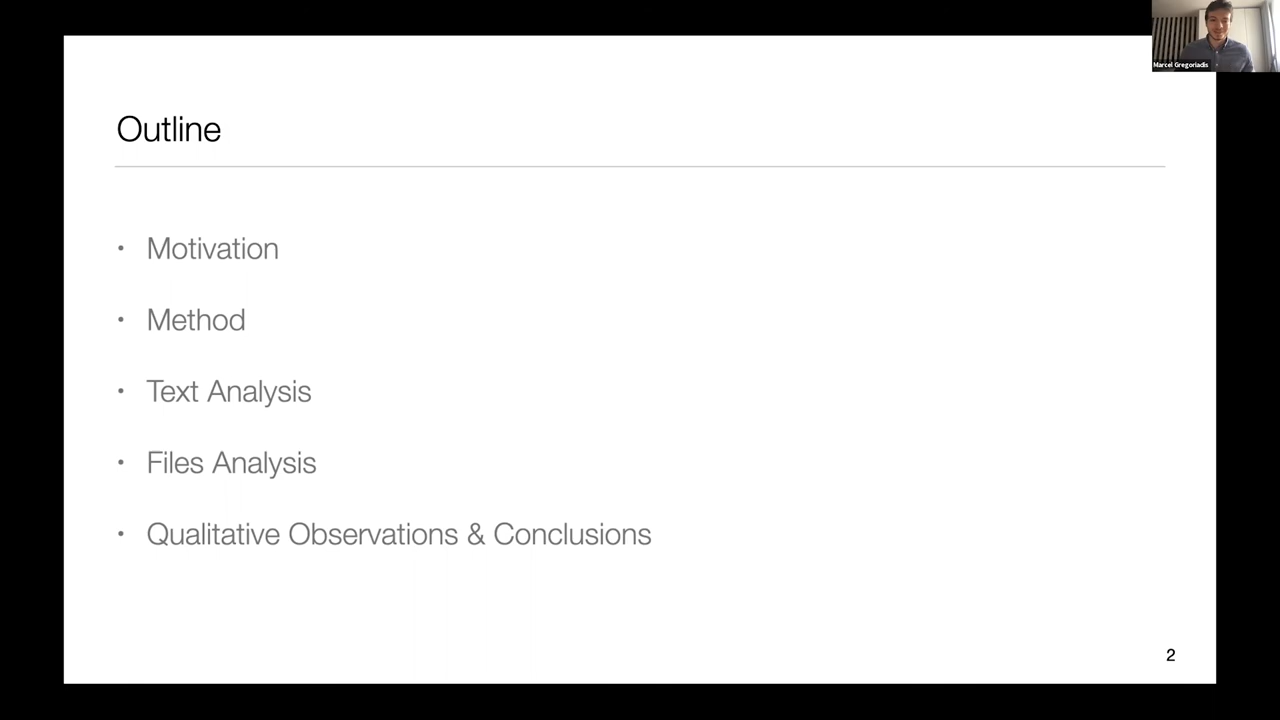 Marcel Gregoriadis
Outline
• Motivation
• Method
• Text Analysis
• Files Analysis
• Qualitative Observations & Conclusions
2